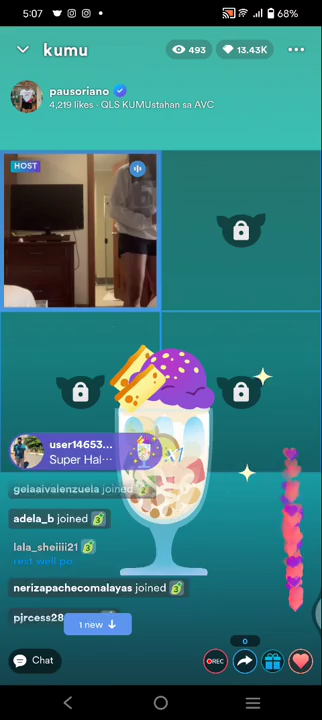 5:07
68%
kumu
493
13.43K
pausoriano
4,219 likes · QLS KUMUstahan sa AVC
HOST
user14653...
Super Hal...
x1
gelaaivalenzuela joined
adela_b joined
lala_sheiiii21
rest well po
nerizapachecomalayas joined
pjrcess28
1 new
0
Chat
REC